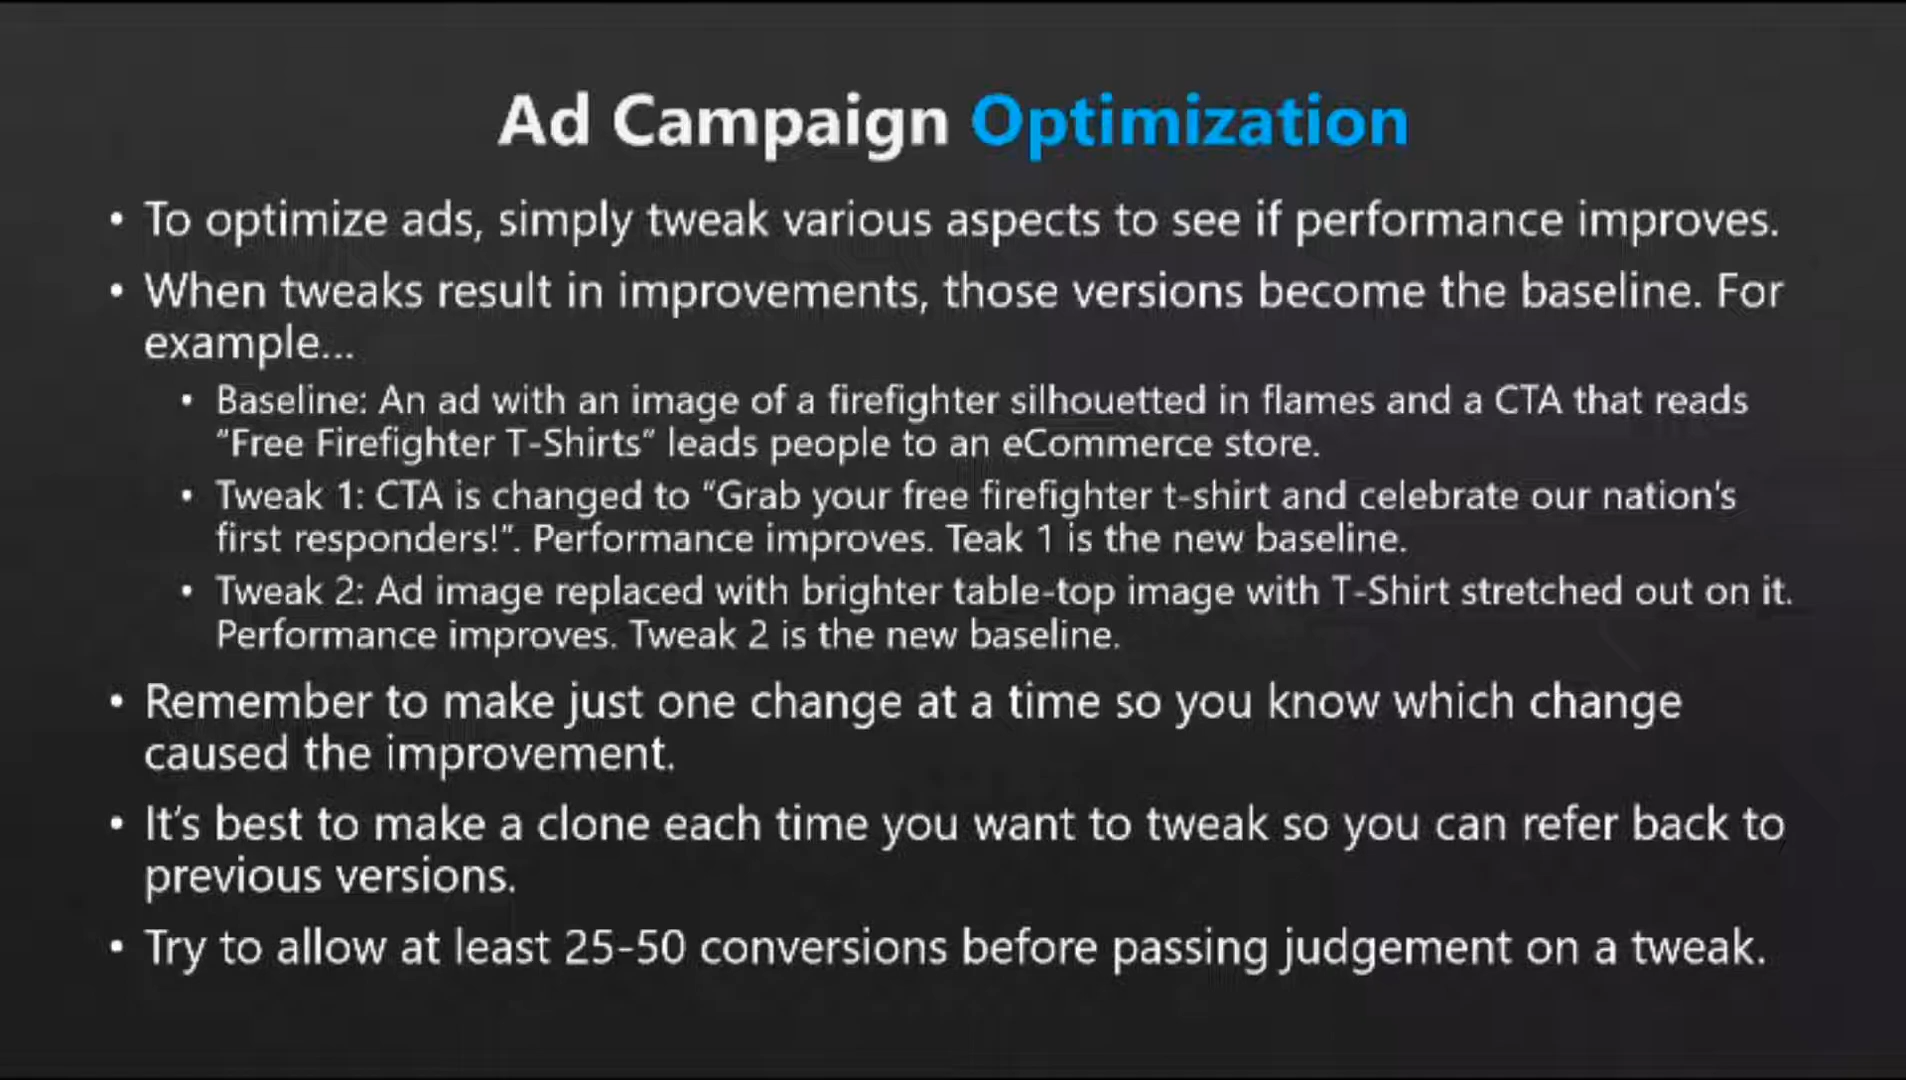 Ad Campaign Optimization
• To optimize ads, simply tweak various aspects to see if performance improves.
• When tweaks result in improvements, those versions become the baseline. For
example...
• Baseline: An ad with an image of a firefighter silhouetted in flames and a CTA that reads
“Free Firefighter T-Shirts” leads people to an eCommerce store.
• Tweak 1: CTA is changed to “Grab your free firefighter t-shirt and celebrate our nation’s
first responders!”. Performance improves. Teak 1 is the new baseline.
• Tweak 2: Ad image replaced with brighter table-top image with T-Shirt stretched out on it.
Performance improves. Tweak 2 is the new baseline.
• Remember to make just one change at a time so you know which change
caused the improvement.
• It’s best to make a clone each time you want to tweak so you can refer back to
previous versions.
• Try to allow at least 25-50 conversions before passing judgement on a tweak.